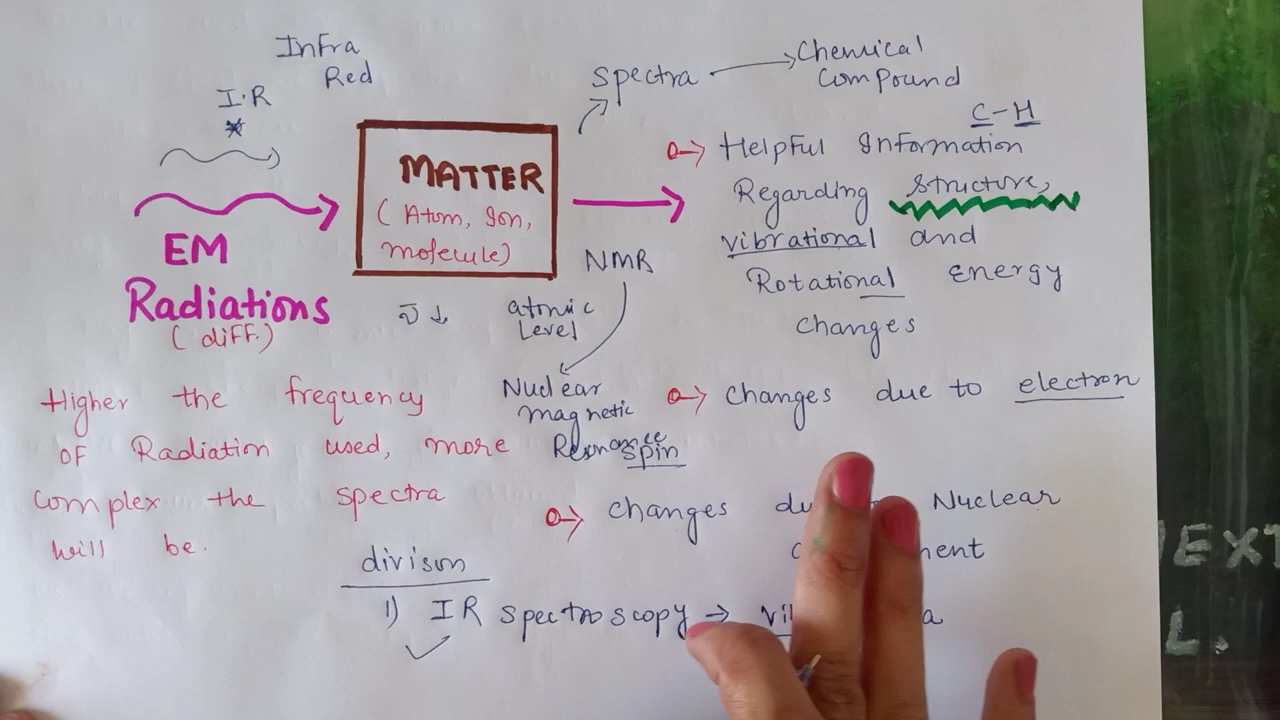 Infra
Red
I.R
Spectra
Chemical
Compound
C-H
MATTER
(Atom, Ion,
molecule)
EM
Radiations
(diff.)
Helpful Information
Regarding structure,
vibrational and
Rotational Energy
changes
NMR
ν̄ ↓
atomic
Level
Nuclear
magnetic
Resonance
spin
Higher the frequency
of Radiation used, more
complex the spectra
will be.
changes due to electron
changes Nuclear
divison
1) IR Spectroscopy →